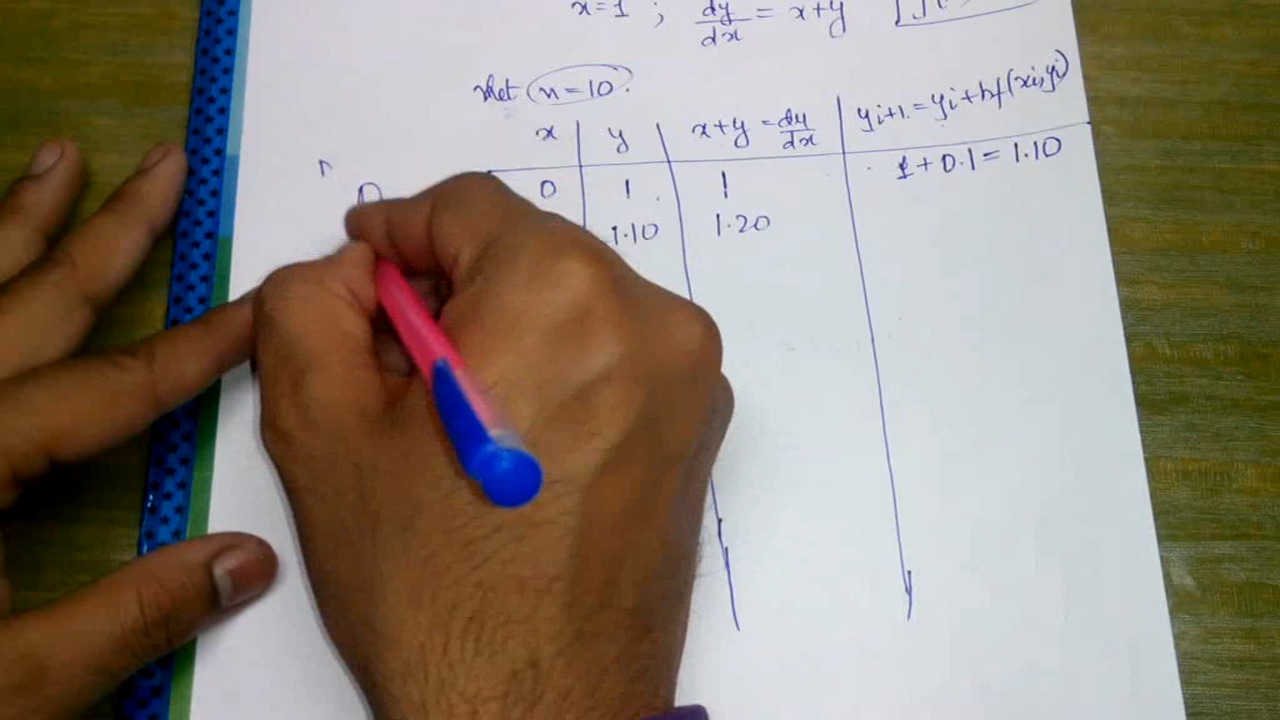 x=1 ; dy/dx = x+y
Let n=10.
x y x+y = dy/dx yi+1 = yi + hf(xi,yi)
0 1 1 1+0.1 = 1.10
1.10 1.20